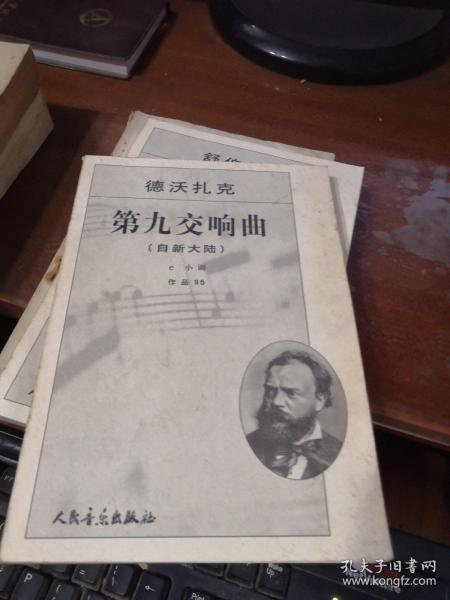 德沃扎克
第九交响曲
（自新大陆）
e 小调
作品 95
人民音乐出版社
孔夫子旧书网
www.kongfz.com